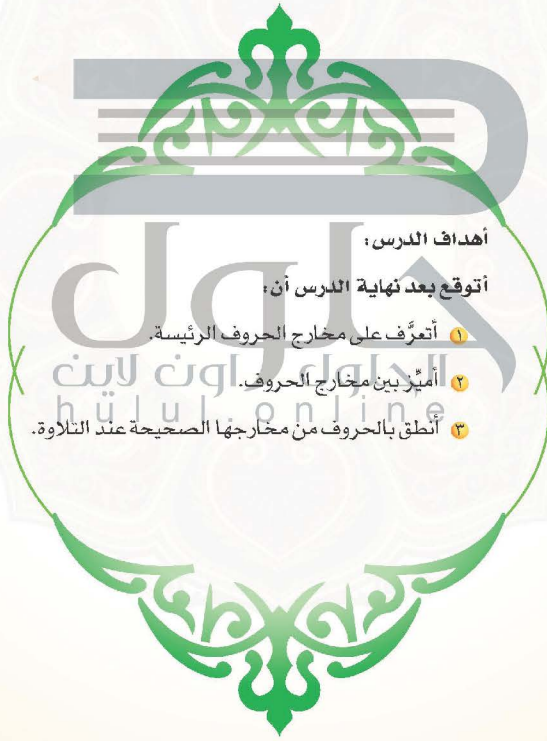 أهداف الدرس:
أتوقع بعد نهاية الدرس أن:
١ أتعرَّف على مخارج الحروف الرئيسة.
٢ أميِّز بين مخارج الحروف.
٣ أنطق بالحروف من مخارجها الصحيحة عند التلاوة.
حلول
الحلول اون لاين
hulul.online